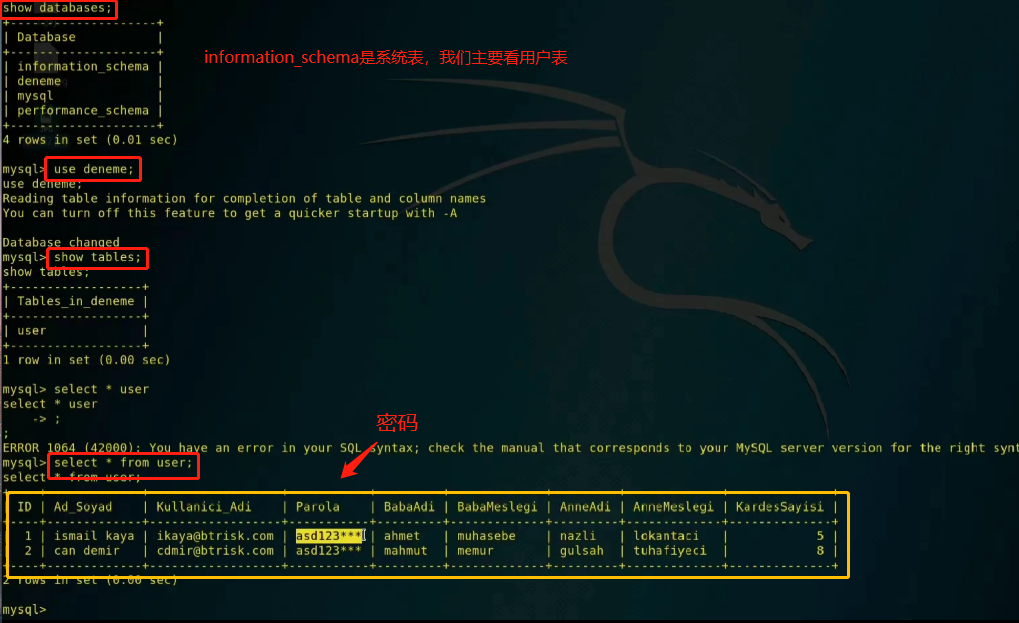 show databases;
+--------------------+
| Database           |
+--------------------+
| information_schema |
| deneme             |
| mysql              |
| performance_schema |
+--------------------+
4 rows in set (0.01 sec)
information_schema是系统表，我们主要看用户表
mysql> use deneme;
use deneme;
Reading table information for completion of table and column names
You can turn off this feature to get a quicker startup with -A
Database changed
mysql> show tables;
show tables;
+------------------+
| Tables_in_deneme |
+------------------+
| user             |
+------------------+
1 row in set (0.00 sec)
mysql> select * user
select * user
    -> ;
;
密码
ERROR 1064 (42000): You have an error in your SQL syntax; check the manual that corresponds to your MySQL server version for the right synt
mysql> select * from user;
select * from user;
+----+-------------+------------------+-----------+---------+-------------+---------+-------------+--------------+
| ID | Ad_Soyad    | Kullanici_Adi    | Parola    | BabaAdi | BabaMeslegi | AnneAdi | AnneMeslegi | KardesSayisi |
+----+-------------+------------------+-----------+---------+-------------+---------+-------------+--------------+
|  1 | ismail kaya | ikaya@btrisk.com | asd123*** | ahmet   | muhasebe    | nazli   | lokantaci   |            5 |
|  2 | can demir   | cdmir@btrisk.com | asd123*** | mahmut  | memur       | gulsah  | tuhafiyeci  |            8 |
+----+-------------+------------------+-----------+---------+-------------+---------+-------------+--------------+
2 rows in set (0.00 sec)
mysql>